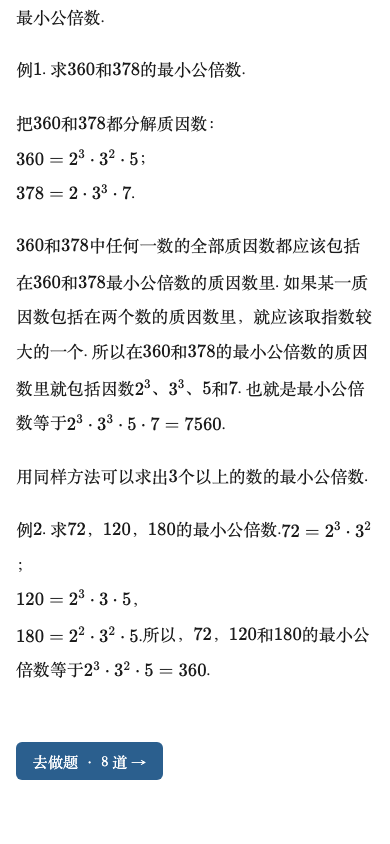 最小公倍数.
例1. 求360和378的最小公倍数.
把360和378都分解质因数：
360 = 2³ · 3² · 5；
378 = 2 · 3³ · 7.
360和378中任何一数的全部质因数都应该包括
在360和378最小公倍数的质因数里. 如果某一质
因数包括在两个数的质因数里，就应该取指数较
大的一个. 所以在360和378的最小公倍数的质因
数里就包括因数2³、3³、5和7. 也就是最小公倍
数等于2³ · 3³ · 5 · 7 = 7560.
用同样方法可以求出3个以上的数的最小公倍数.
例2. 求72，120，180的最小公倍数.72 = 2³ · 3²
；
120 = 2³ · 3 · 5，
180 = 2² · 3² · 5.所以，72，120和180的最小公
倍数等于2³ · 3² · 5 = 360.
去做题 · 8 道 →